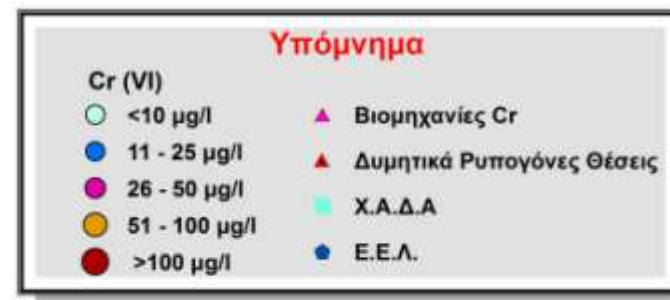 Υπόμνημα
Cr (VI)
<10 μg/l
11 - 25 μg/l
26 - 50 μg/l
51 - 100 μg/l
>100 μg/l
Βιομηχανίες Cr
Δυμητικά Ρυπογόνες Θέσεις
Χ.Α.Δ.Α
Ε.Ε.Λ.